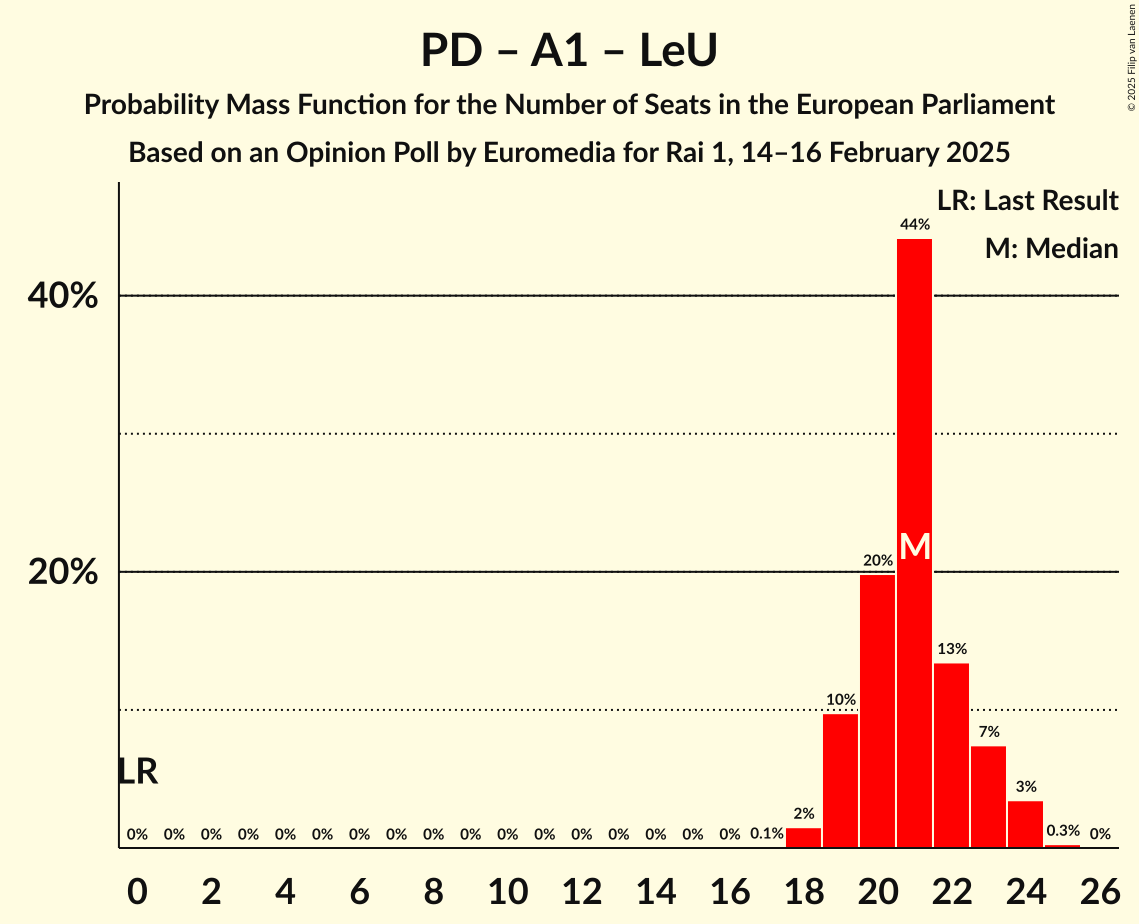 PD – A1 – LeU
Probability Mass Function for the Number of Seats in the European Parliament
Based on an Opinion Poll by Euromedia for Rai 1, 14–16 February 2025
© 2025 Filip van Laenen
LR: Last Result
M: Median
40%
20%
LR
M
0% 0% 0% 0% 0% 0% 0% 0% 0% 0% 0% 0% 0% 0% 0% 0% 0% 0.1% 2% 10% 20% 44% 13% 7% 3% 0.3% 0%
0 2 4 6 8 10 12 14 16 18 20 22 24 26